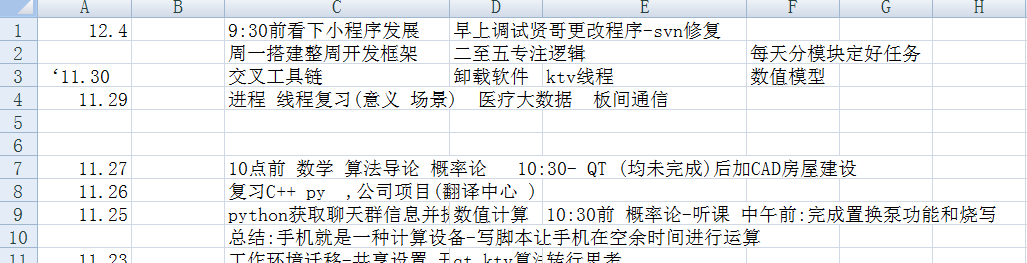 A B C D E F G H
1 12.4 9:30前看下小程序发展 早上调试贤哥更改程序-svn修复
2 周一搭建整周开发框架 二至五专注逻辑 每天分模块定好任务
3 ‘11.30 交叉工具链 卸载软件 ktv线程 数值模型
4 11.29 进程 线程复习(意义 场景) 医疗大数据 板间通信
5
6
7 11.27 10点前 数学 算法导论 概率论 10:30- QT (均未完成)后加CAD房屋建设
8 11.26 复习C++ py ,公司项目(翻译中心 )
9 11.25 python获取聊天群信息并 数值计算 10:30前 概率论-听课 中午前:完成置换泵功能和烧写
10 总结:手机就是一种计算设备-写脚本让手机在空余时间进行运算
11 11.23 工作环境迁移-共享设置 ct ktv算 转行思考